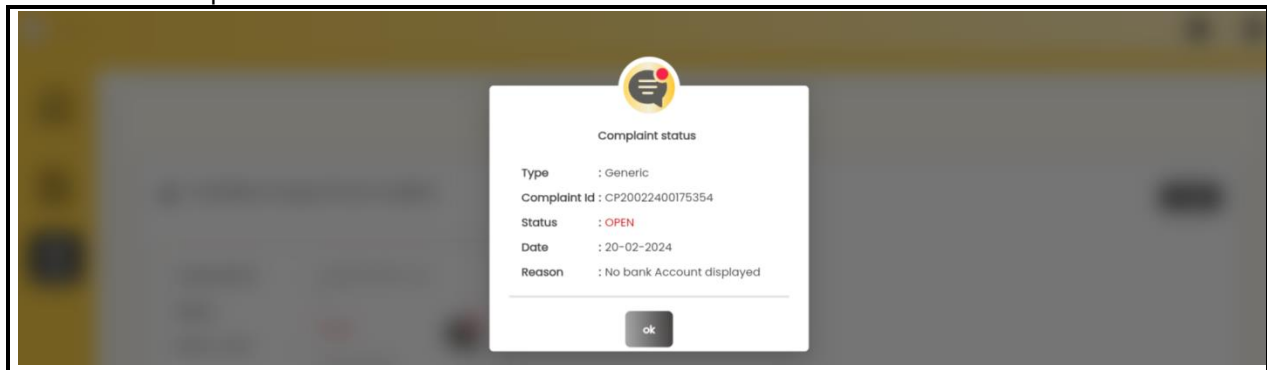 Complaint status
Type : Generic
Complaint Id : CP20022400175354
Status : OPEN
Date : 20-02-2024
Reason : No bank Account displayed
ok